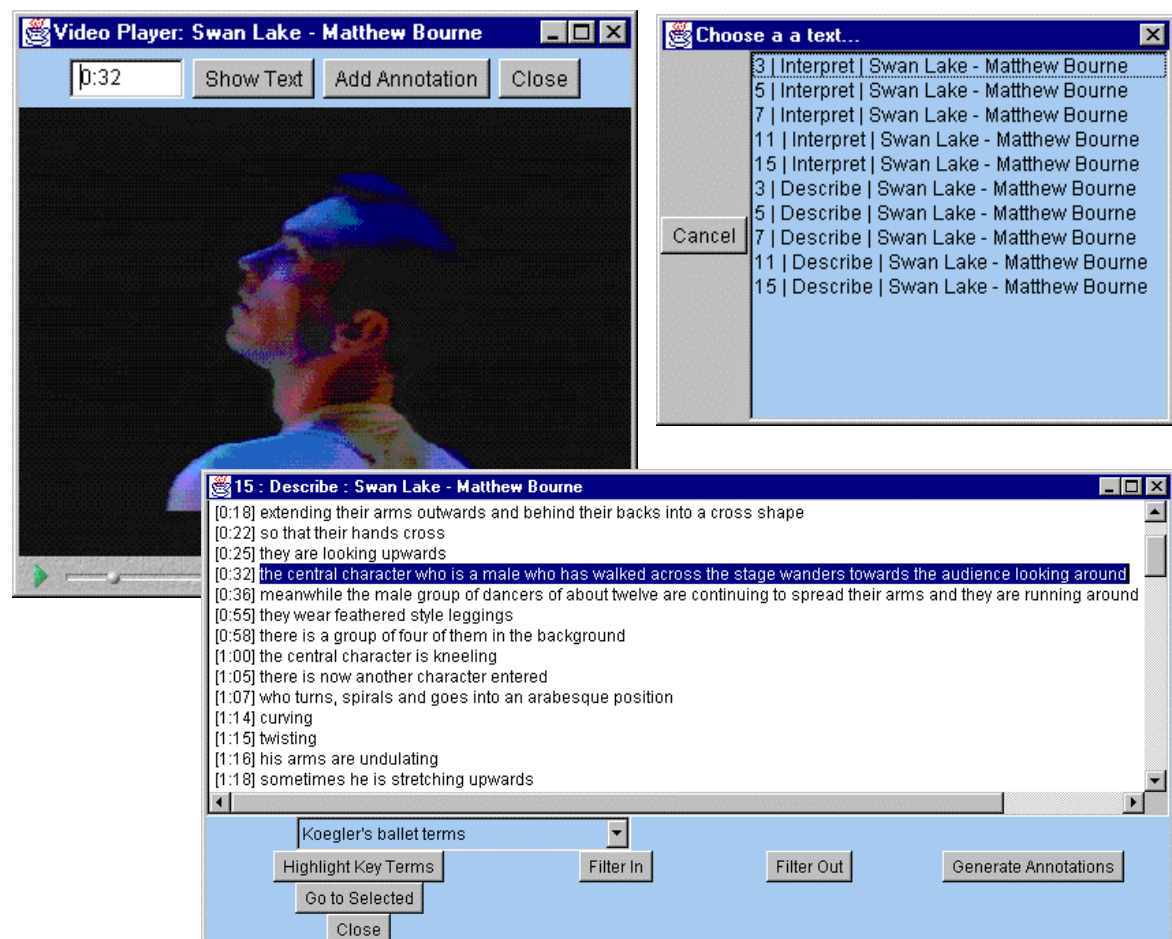 Video Player: Swan Lake - Matthew Bourne
0:32
Show Text
Add Annotation
Close
Choose a a text...
3 | Interpret | Swan Lake - Matthew Bourne
5 | Interpret | Swan Lake - Matthew Bourne
7 | Interpret | Swan Lake - Matthew Bourne
11 | Interpret | Swan Lake - Matthew Bourne
15 | Interpret | Swan Lake - Matthew Bourne
3 | Describe | Swan Lake - Matthew Bourne
5 | Describe | Swan Lake - Matthew Bourne
7 | Describe | Swan Lake - Matthew Bourne
11 | Describe | Swan Lake - Matthew Bourne
15 | Describe | Swan Lake - Matthew Bourne
Cancel
15 : Describe : Swan Lake - Matthew Bourne
[0:18] extending their arms outwards and behind their backs into a cross shape
[0:22] so that their hands cross
[0:25] they are looking upwards
[0:32] the central character who is a male who has walked across the stage wanders towards the audience looking around
[0:36] meanwhile the male group of dancers of about twelve are continuing to spread their arms and they are running around
[0:55] they wear feathered style leggings
[0:58] there is a group of four of them in the background
[1:00] the central character is kneeling
[1:05] there is now another character entered
[1:07] who turns, spirals and goes into an arabesque position
[1:14] curving
[1:15] twisting
[1:16] his arms are undulating
[1:18] sometimes he is stretching upwards
Koegler's ballet terms
Highlight Key Terms
Filter In
Filter Out
Generate Annotations
Go to Selected
Close